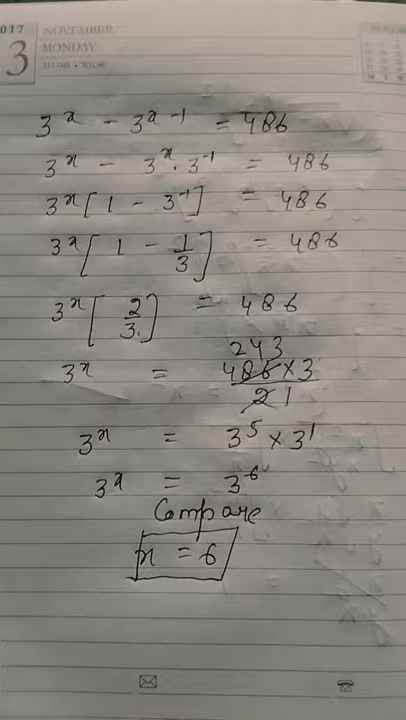 017
NOVEMBER
3
MONDAY
3^x - 3^{x-1} = 486
3^x - 3^x . 3^{-1} = 486
3^x [ 1 - 3^{-1} ] = 486
3^x [ 1 - 1/3 ] = 486
3^x [ 2/3 ] = 486
243
3^x = 486 × 3
2 1
3^x = 3^5 × 3^1
3^x = 3^6
Compare
x = 6